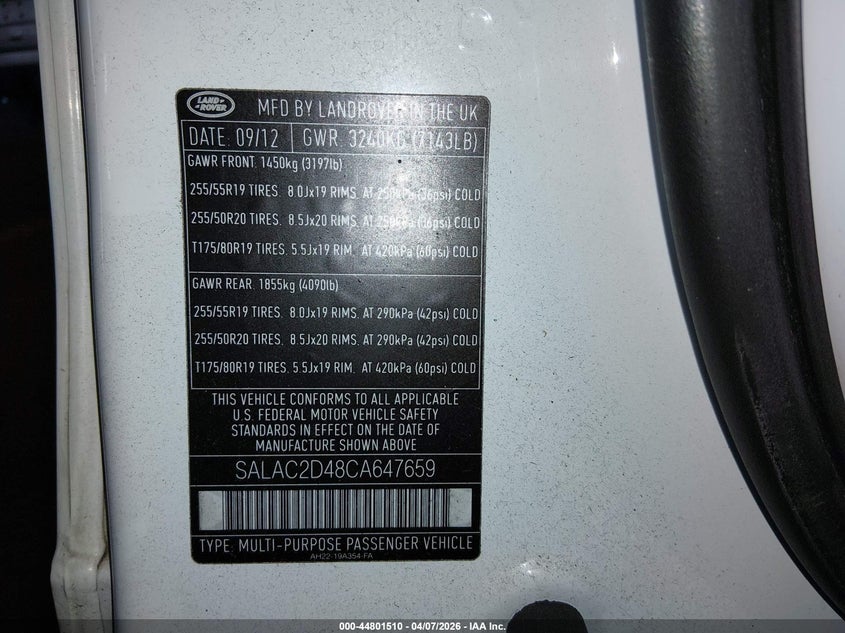 LAND ROVER
MFD BY LANDROVER IN THE UK
DATE: 09/12 GWR. 3240KG (7143LB)
GAWR FRONT. 1450kg (3197lb)
255/55R19 TIRES. 8.0Jx19 RIMS. AT 250kPa (36psi) COLD
255/50R20 TIRES. 8.5Jx20 RIMS. AT 250kPa (36psi) COLD
T175/80R19 TIRES. 5.5Jx19 RIM. AT 420kPa (60psi) COLD
GAWR REAR. 1855kg (4090lb)
255/55R19 TIRES. 8.0Jx19 RIMS. AT 290kPa (42psi) COLD
255/50R20 TIRES. 8.5Jx20 RIMS. AT 290kPa (42psi) COLD
T175/80R19 TIRES. 5.5Jx19 RIM. AT 420kPa (60psi) COLD
THIS VEHICLE CONFORMS TO ALL APPLICABLE
U.S. FEDERAL MOTOR VEHICLE SAFETY
STANDARDS IN EFFECT ON THE DATE OF
MANUFACTURE SHOWN ABOVE
SALAC2D48CA647659
TYPE: MULTI-PURPOSE PASSENGER VEHICLE
AH22-19A354-FA
000-44801510 - 04/07/2026 - IAA Inc.